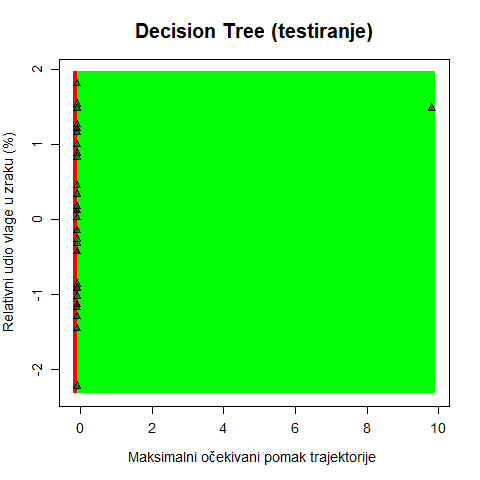 Decision Tree (testiranje)
2
1
0
-1
-2
Relativni udio vlage u zraku (%)
0 2 4 6 8 10
Maksimalni očekivani pomak trajektorije